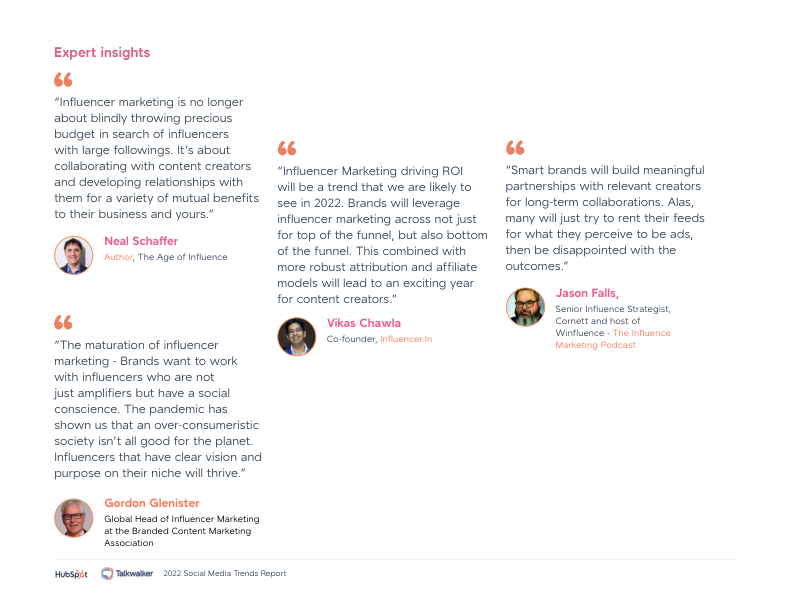 Expert insights
“Influencer marketing is no longer
about blindly throwing precious
budget in search of influencers
with large followings. It’s about
collaborating with content creators
and developing relationships with
them for a variety of mutual benefits
to their business and yours.”
Neal Schaffer
Author, The Age of Influence
“The maturation of influencer
marketing - Brands want to work
with influencers who are not
just amplifiers but have a social
conscience. The pandemic has
shown us that an over-consumeristic
society isn’t all good for the planet.
Influencers that have clear vision and
purpose on their niche will thrive.”
Gordon Glenister
Global Head of Influencer Marketing
at the Branded Content Marketing
Association
“Influencer Marketing driving ROI
will be a trend that we are likely to
see in 2022. Brands will leverage
influencer marketing across not just
for top of the funnel, but also bottom
of the funnel. This combined with
more robust attribution and affiliate
models will lead to an exciting year
for content creators.”
Vikas Chawla
Co-founder, Influencer.In
“Smart brands will build meaningful
partnerships with relevant creators
for long-term collaborations. Alas,
many will just try to rent their feeds
for what they perceive to be ads,
then be disappointed with the
outcomes.”
Jason Falls,
Senior Influence Strategist,
Cornett and host of
Winfluence - The Influence
Marketing Podcast
HubSpot Talkwalker 2022 Social Media Trends Report